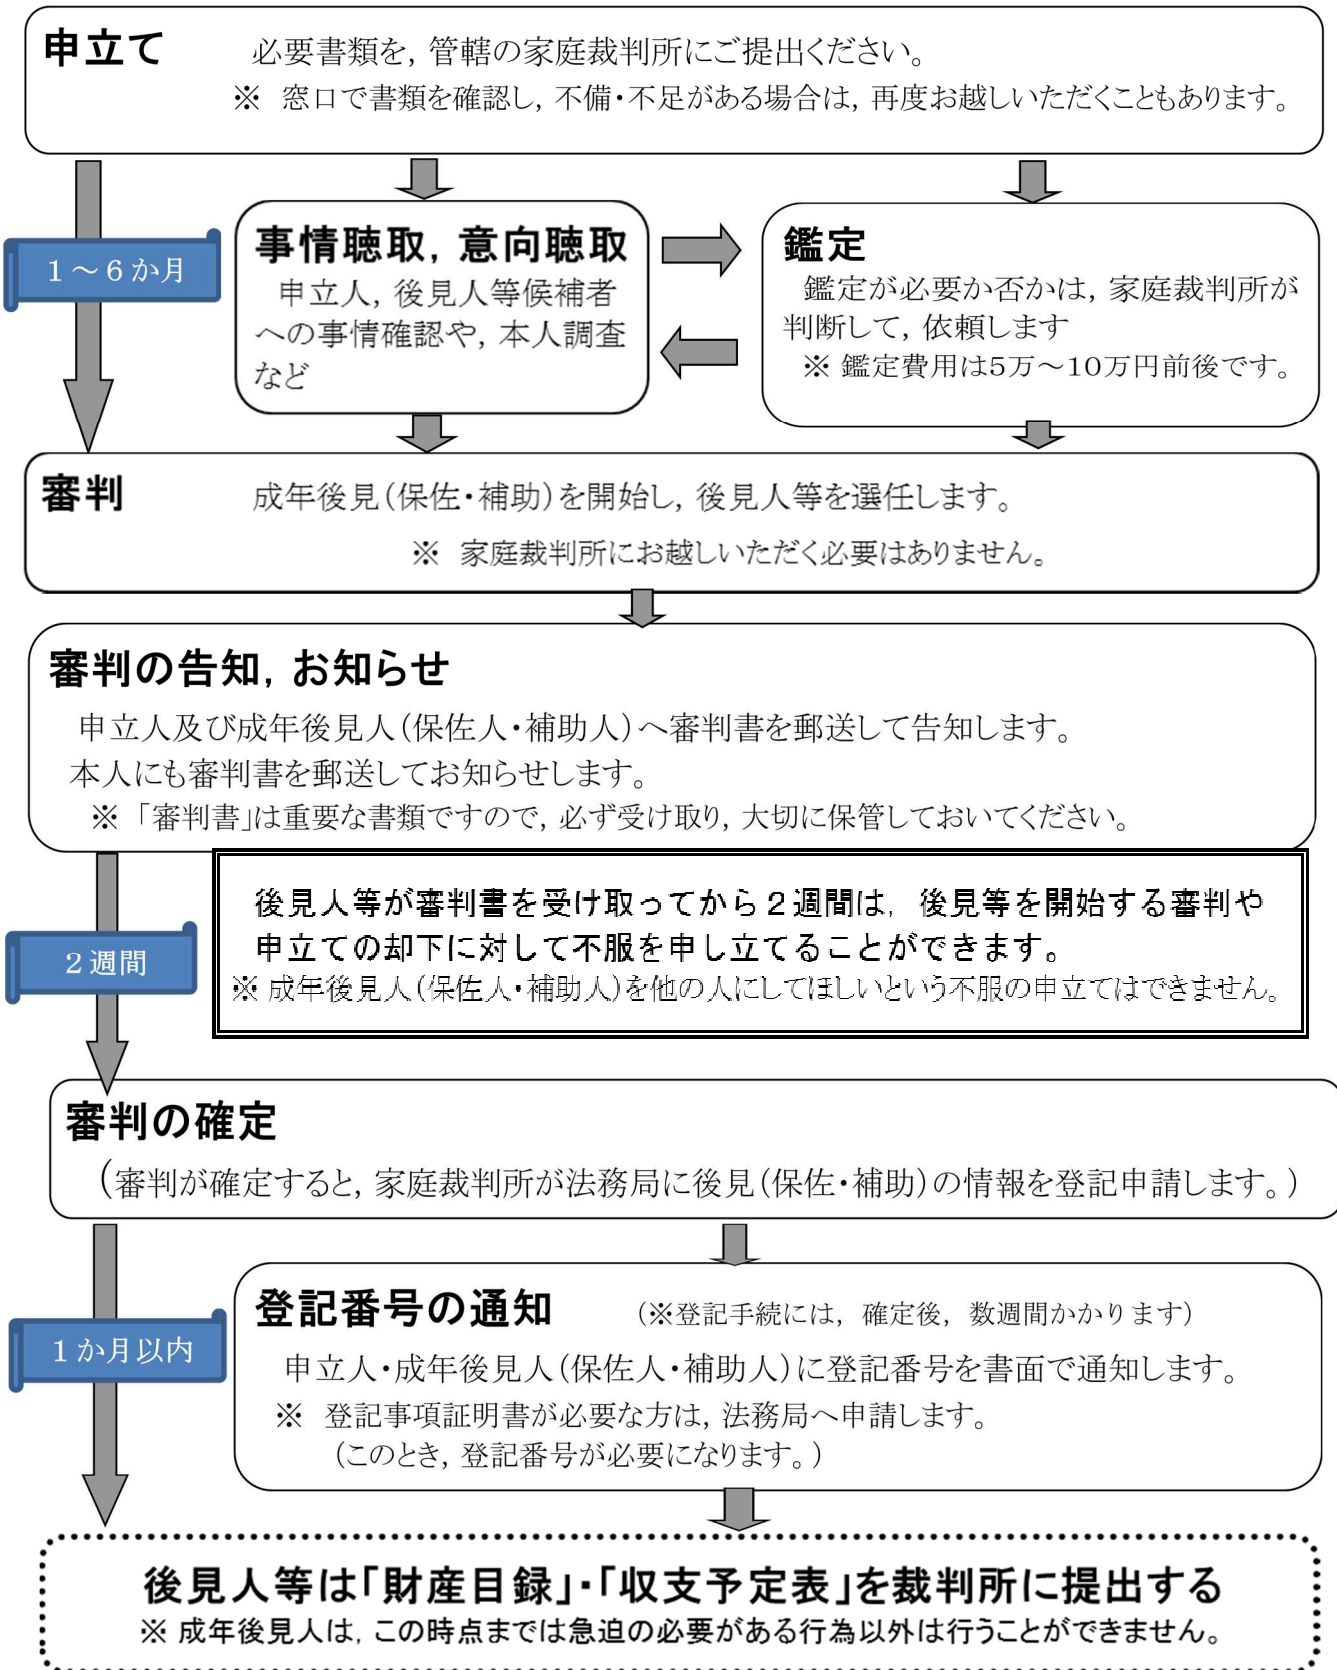 申立て
必要書類を,管轄の家庭裁判所にご提出ください。
※ 窓口で書類を確認し,不備・不足がある場合は,再度お越しいただくこともあります。
1~6か月
事情聴取,意向聴取
申立人,後見人等候補者
への事情確認や,本人調査
など
鑑定
鑑定が必要か否かは,家庭裁判所が
判断して,依頼します
※ 鑑定費用は5万~10万円前後です。
審判
成年後見(保佐・補助)を開始し,後見人等を選任します。
※ 家庭裁判所にお越しいただく必要はありません。
審判の告知,お知らせ
申立人及び成年後見人(保佐人・補助人)へ審判書を郵送して告知します。
本人にも審判書を郵送してお知らせします。
※ 「審判書」は重要な書類ですので,必ず受け取り,大切に保管しておいてください。
2週間
後見人等が審判書を受け取ってから2週間は,後見等を開始する審判や
申立ての却下に対して不服を申し立てることができます。
※ 成年後見人(保佐人・補助人)を他の人にしてほしいという不服の申立てはできません。
審判の確定
(審判が確定すると,家庭裁判所が法務局に後見(保佐・補助)の情報を登記申請します。)
1か月以内
登記番号の通知 (※登記手続には,確定後,数週間かかります)
申立人・成年後見人(保佐人・補助人)に登記番号を書面で通知します。
※ 登記事項証明書が必要な方は,法務局へ申請します。
(このとき,登記番号が必要になります。)
後見人等は「財産目録」・「収支予定表」を裁判所に提出する
※ 成年後見人は,この時点までは急迫の必要がある行為以外は行うことができません。